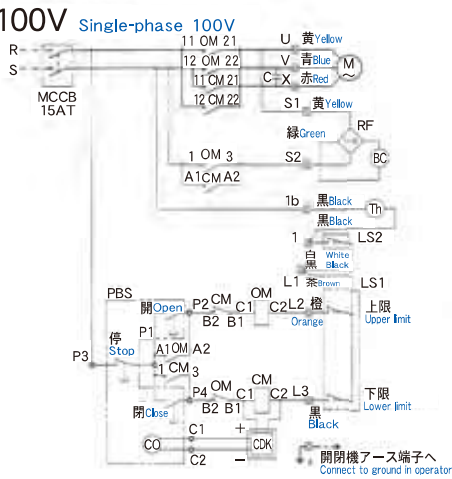 100V Single-phase 100V
R
S
MCCB
15AT
11 OM 21
12 OM 22
11 CM 21
12 CM 22
U 黄Yellow
V 青Blue
C X 赤Red
M
~
S1 黄Yellow
緑Green
RF
1 OM 3
S2
BC
A1CM A2
1b 黒Black
Th
黒Black
1 LS2
白 White
黒 Black
L1 茶Brown LS1
PBS
開Open
P2 CM C1 OM C2 L2 橙
B2 B1 Orange
上限
Upper limit
停
Stop
P1
A1OM A2
P3
1 CM 3
P4 OM C1 CM C2 L3
B2 B1
下限
Lower limit
閉Close
黒
Black
CO C1 + CDK
C2 −
開閉機アース端子へ
Connect to ground in operator